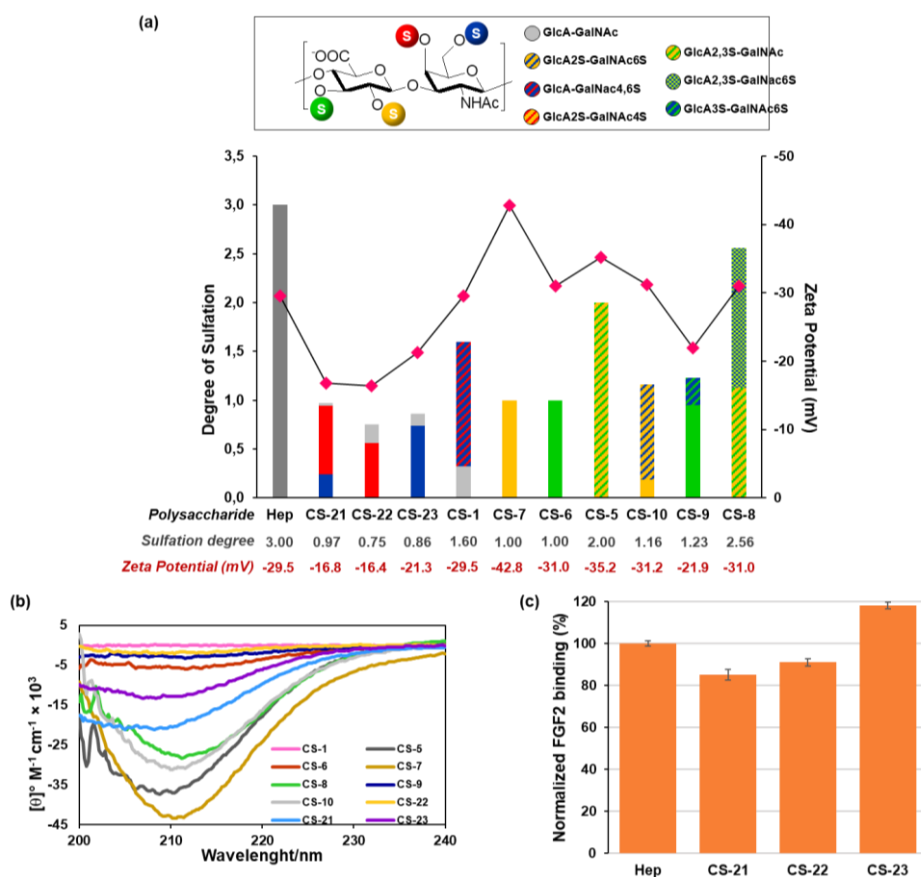 (a)
⁻OOC
O
O
HO
O
S
S
S
S
O
O
O
O
NHAc
GlcA-GalNAc
GlcA2S-GalNAc6S
GlcA-GalNac4,6S
GlcA2S-GalNAc4S
GlcA2,3S-GalNAc
GlcA2,3S-GalNac6S
GlcA3S-GalNAc6S
Degree of Sulfation
3,5
3,0
2,5
2,0
1,5
1,0
0,5
0,0
-50
-40
-30
-20
-10
0
Zeta Potential (mV)
Polysaccharide Hep CS-21 CS-22 CS-23 CS-1 CS-7 CS-6 CS-5 CS-10 CS-9 CS-8
Sulfation degree 3.00 0.97 0.75 0.86 1.60 1.00 1.00 2.00 1.16 1.23 2.56
Zeta Potential (mV) -29.5 -16.8 -16.4 -21.3 -29.5 -42.8 -31.0 -35.2 -31.2 -21.9 -31.0
(b)
[θ]° M⁻¹ cm⁻¹ × 10³
5
-5
-15
-25
-35
-45
CS-1 CS-5
CS-6 CS-7
CS-8 CS-9
CS-10 CS-22
CS-21 CS-23
200 210 220 230 240
Wavelenght/nm
(c)
Normalized FGF2 binding (%)
120
100
80
60
40
20
0
Hep CS-21 CS-22 CS-23